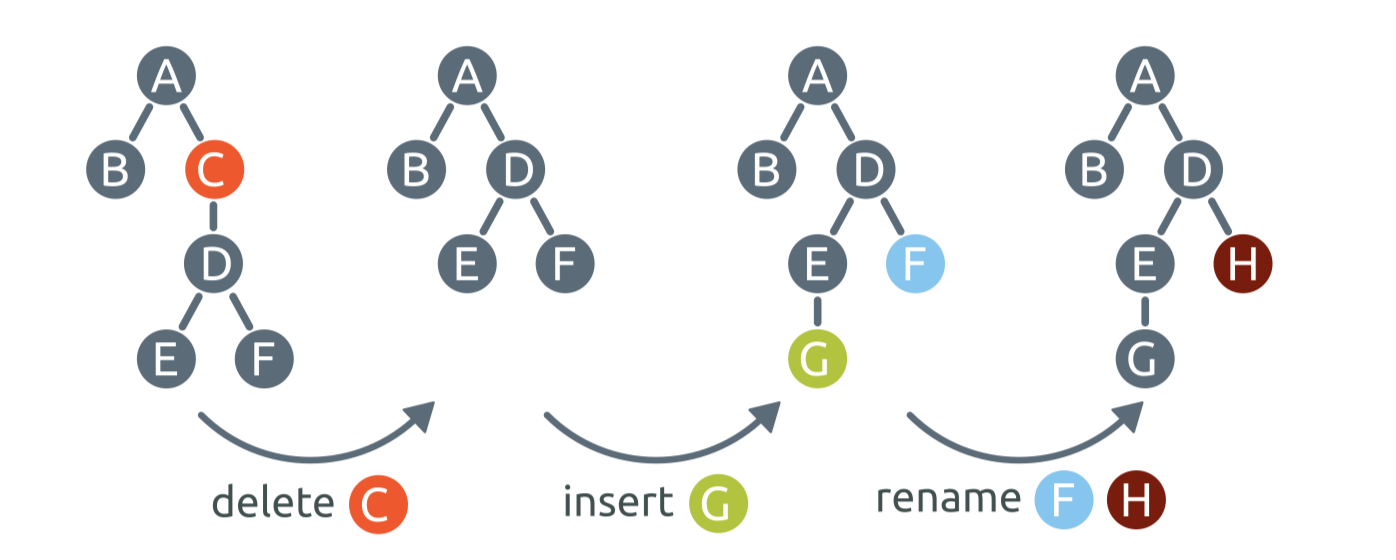 A A A A
B C B D B D B D
D E F E F E H
E F G G
delete C insert G rename F H